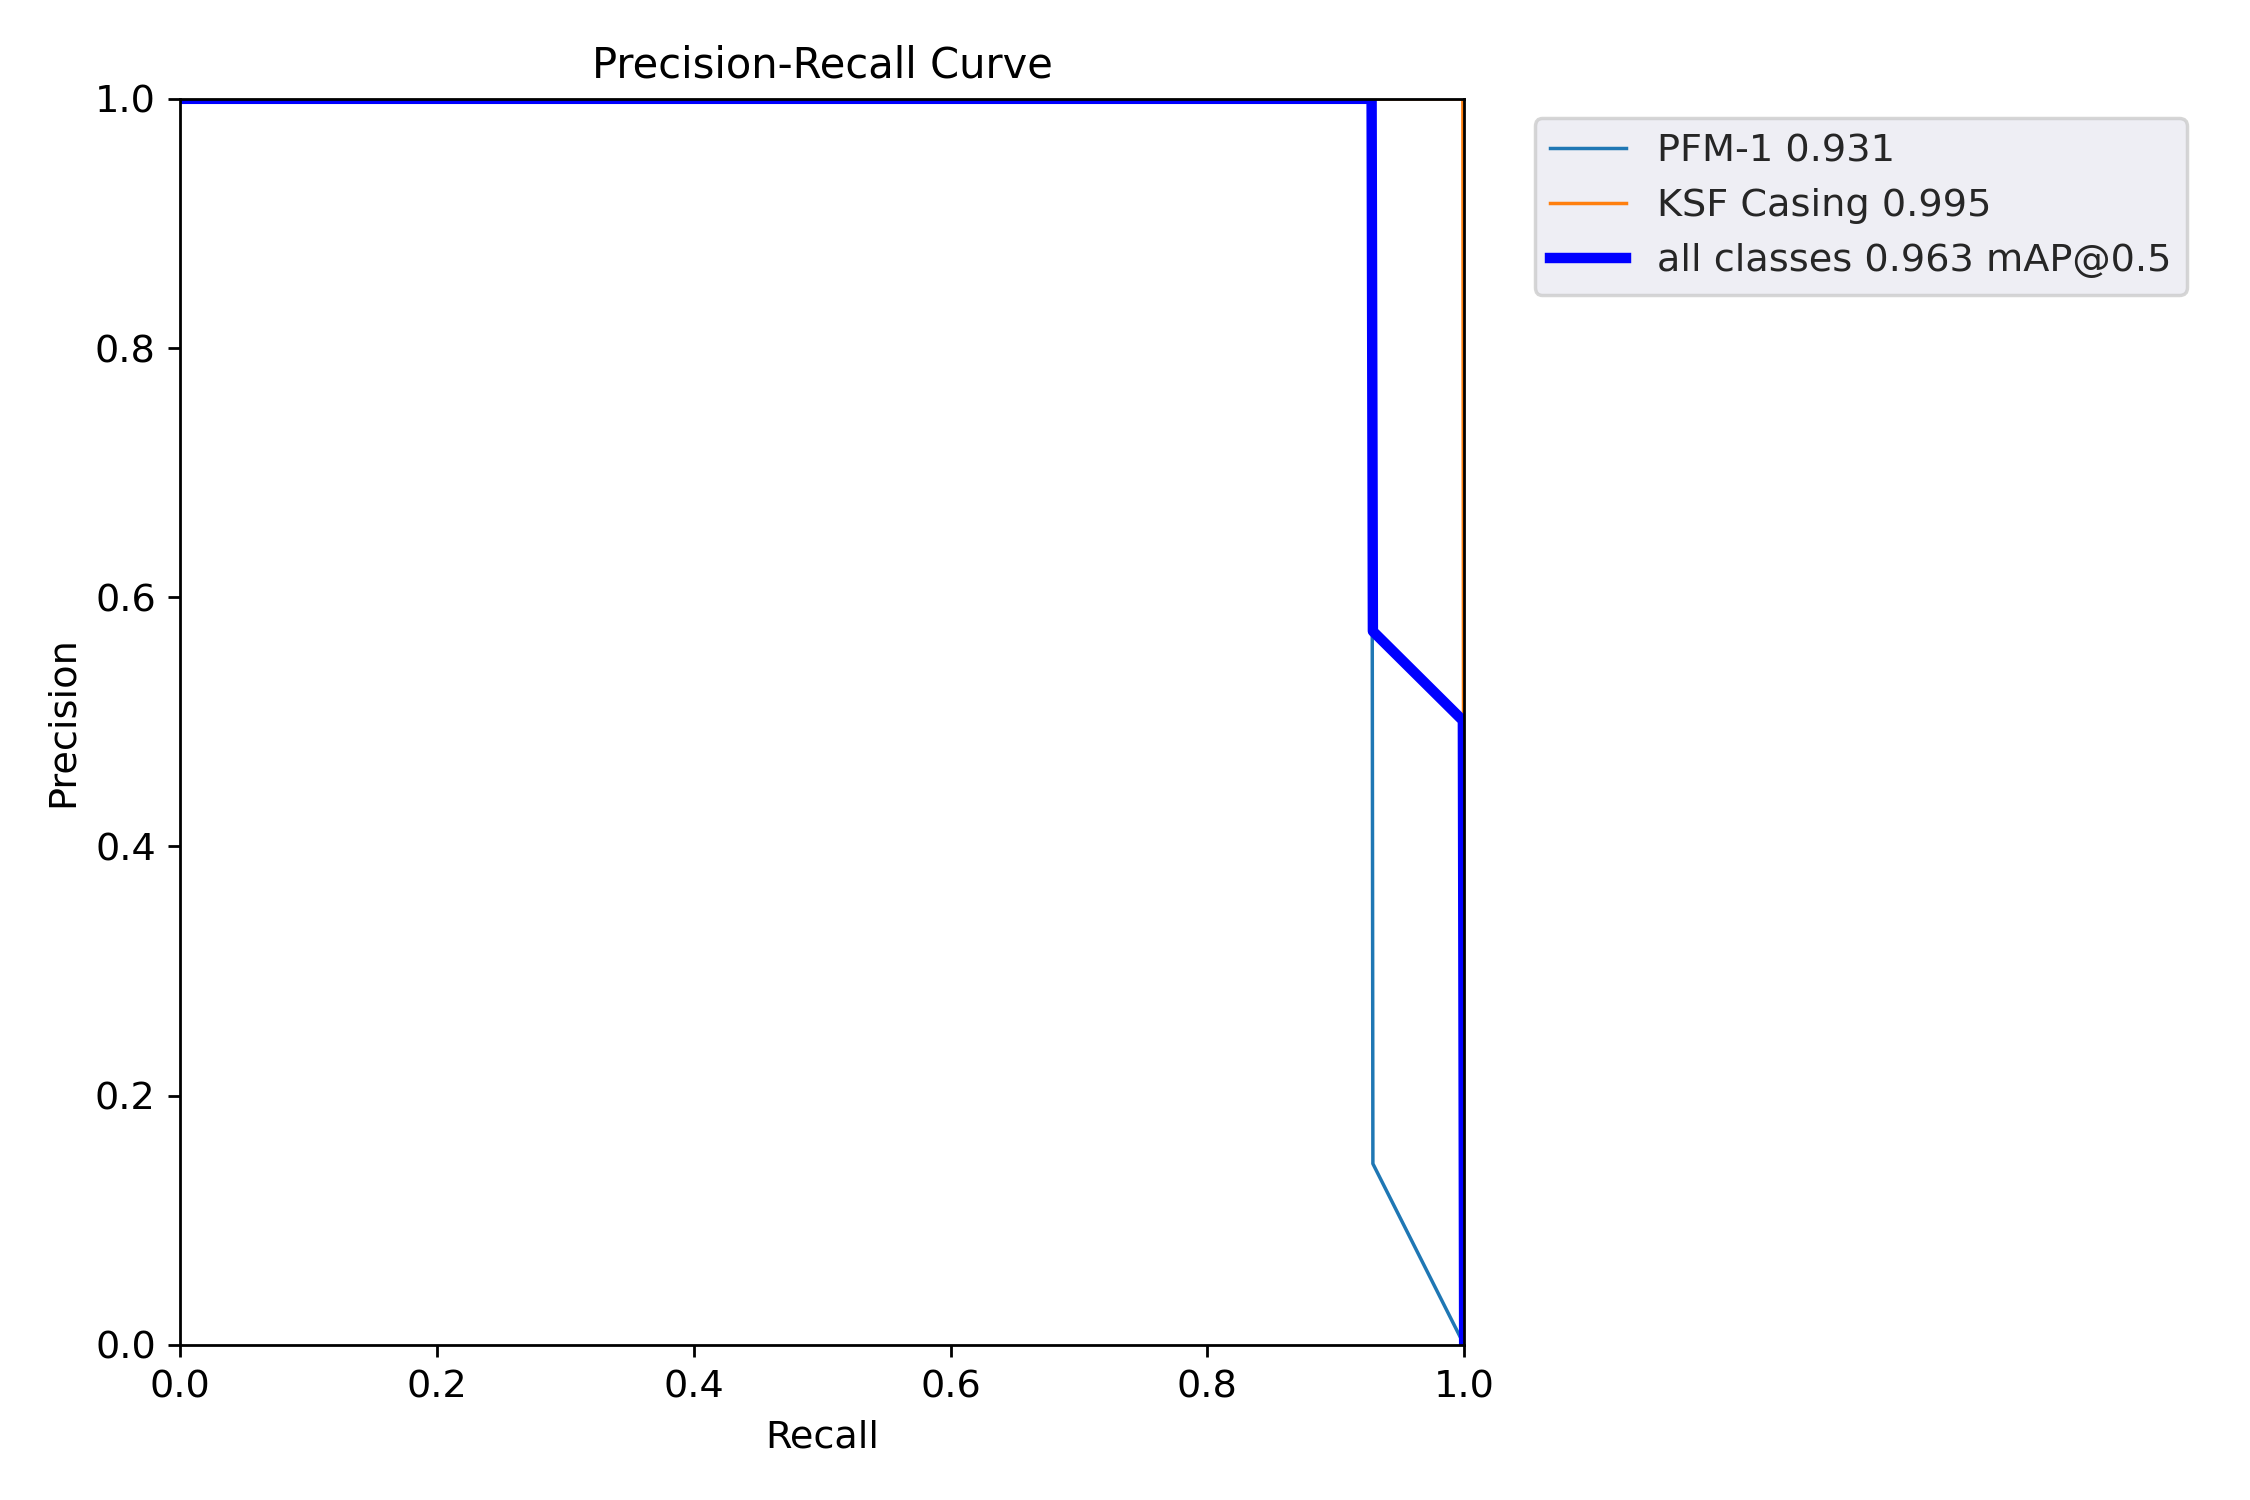 Precision-Recall Curve
1.0
0.8
0.6
0.4
0.2
0.0
Precision
0.0 0.2 0.4 0.6 0.8 1.0
Recall
PFM-1 0.931
KSF Casing 0.995
all classes 0.963 mAP@0.5